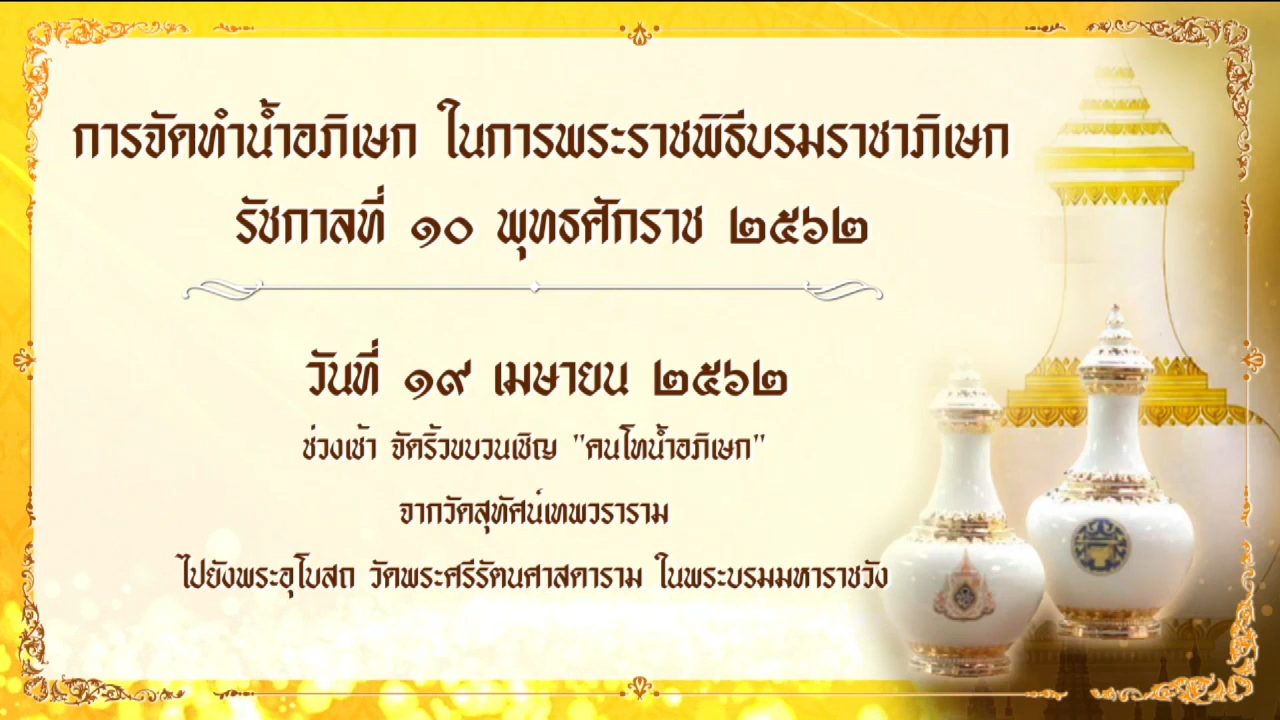 การจัดทำน้ำอภิเษก ในการพระราชพิธีบรมราชาภิเษก
รัชกาลที่ ๑๐ พุทธศักราช ๒๕๖๒
วันที่ ๑๙ เมษายน ๒๕๖๒
ช่วงเช้า จัดริ้วขบวนเชิญ "คนโทน้ำอภิเษก"
จากวัดสุทัศน์เทพวราราม
ไปยังพระอุโบสถ วัดพระศรีรัตนศาสดาราม ในพระบรมมหาราชวัง